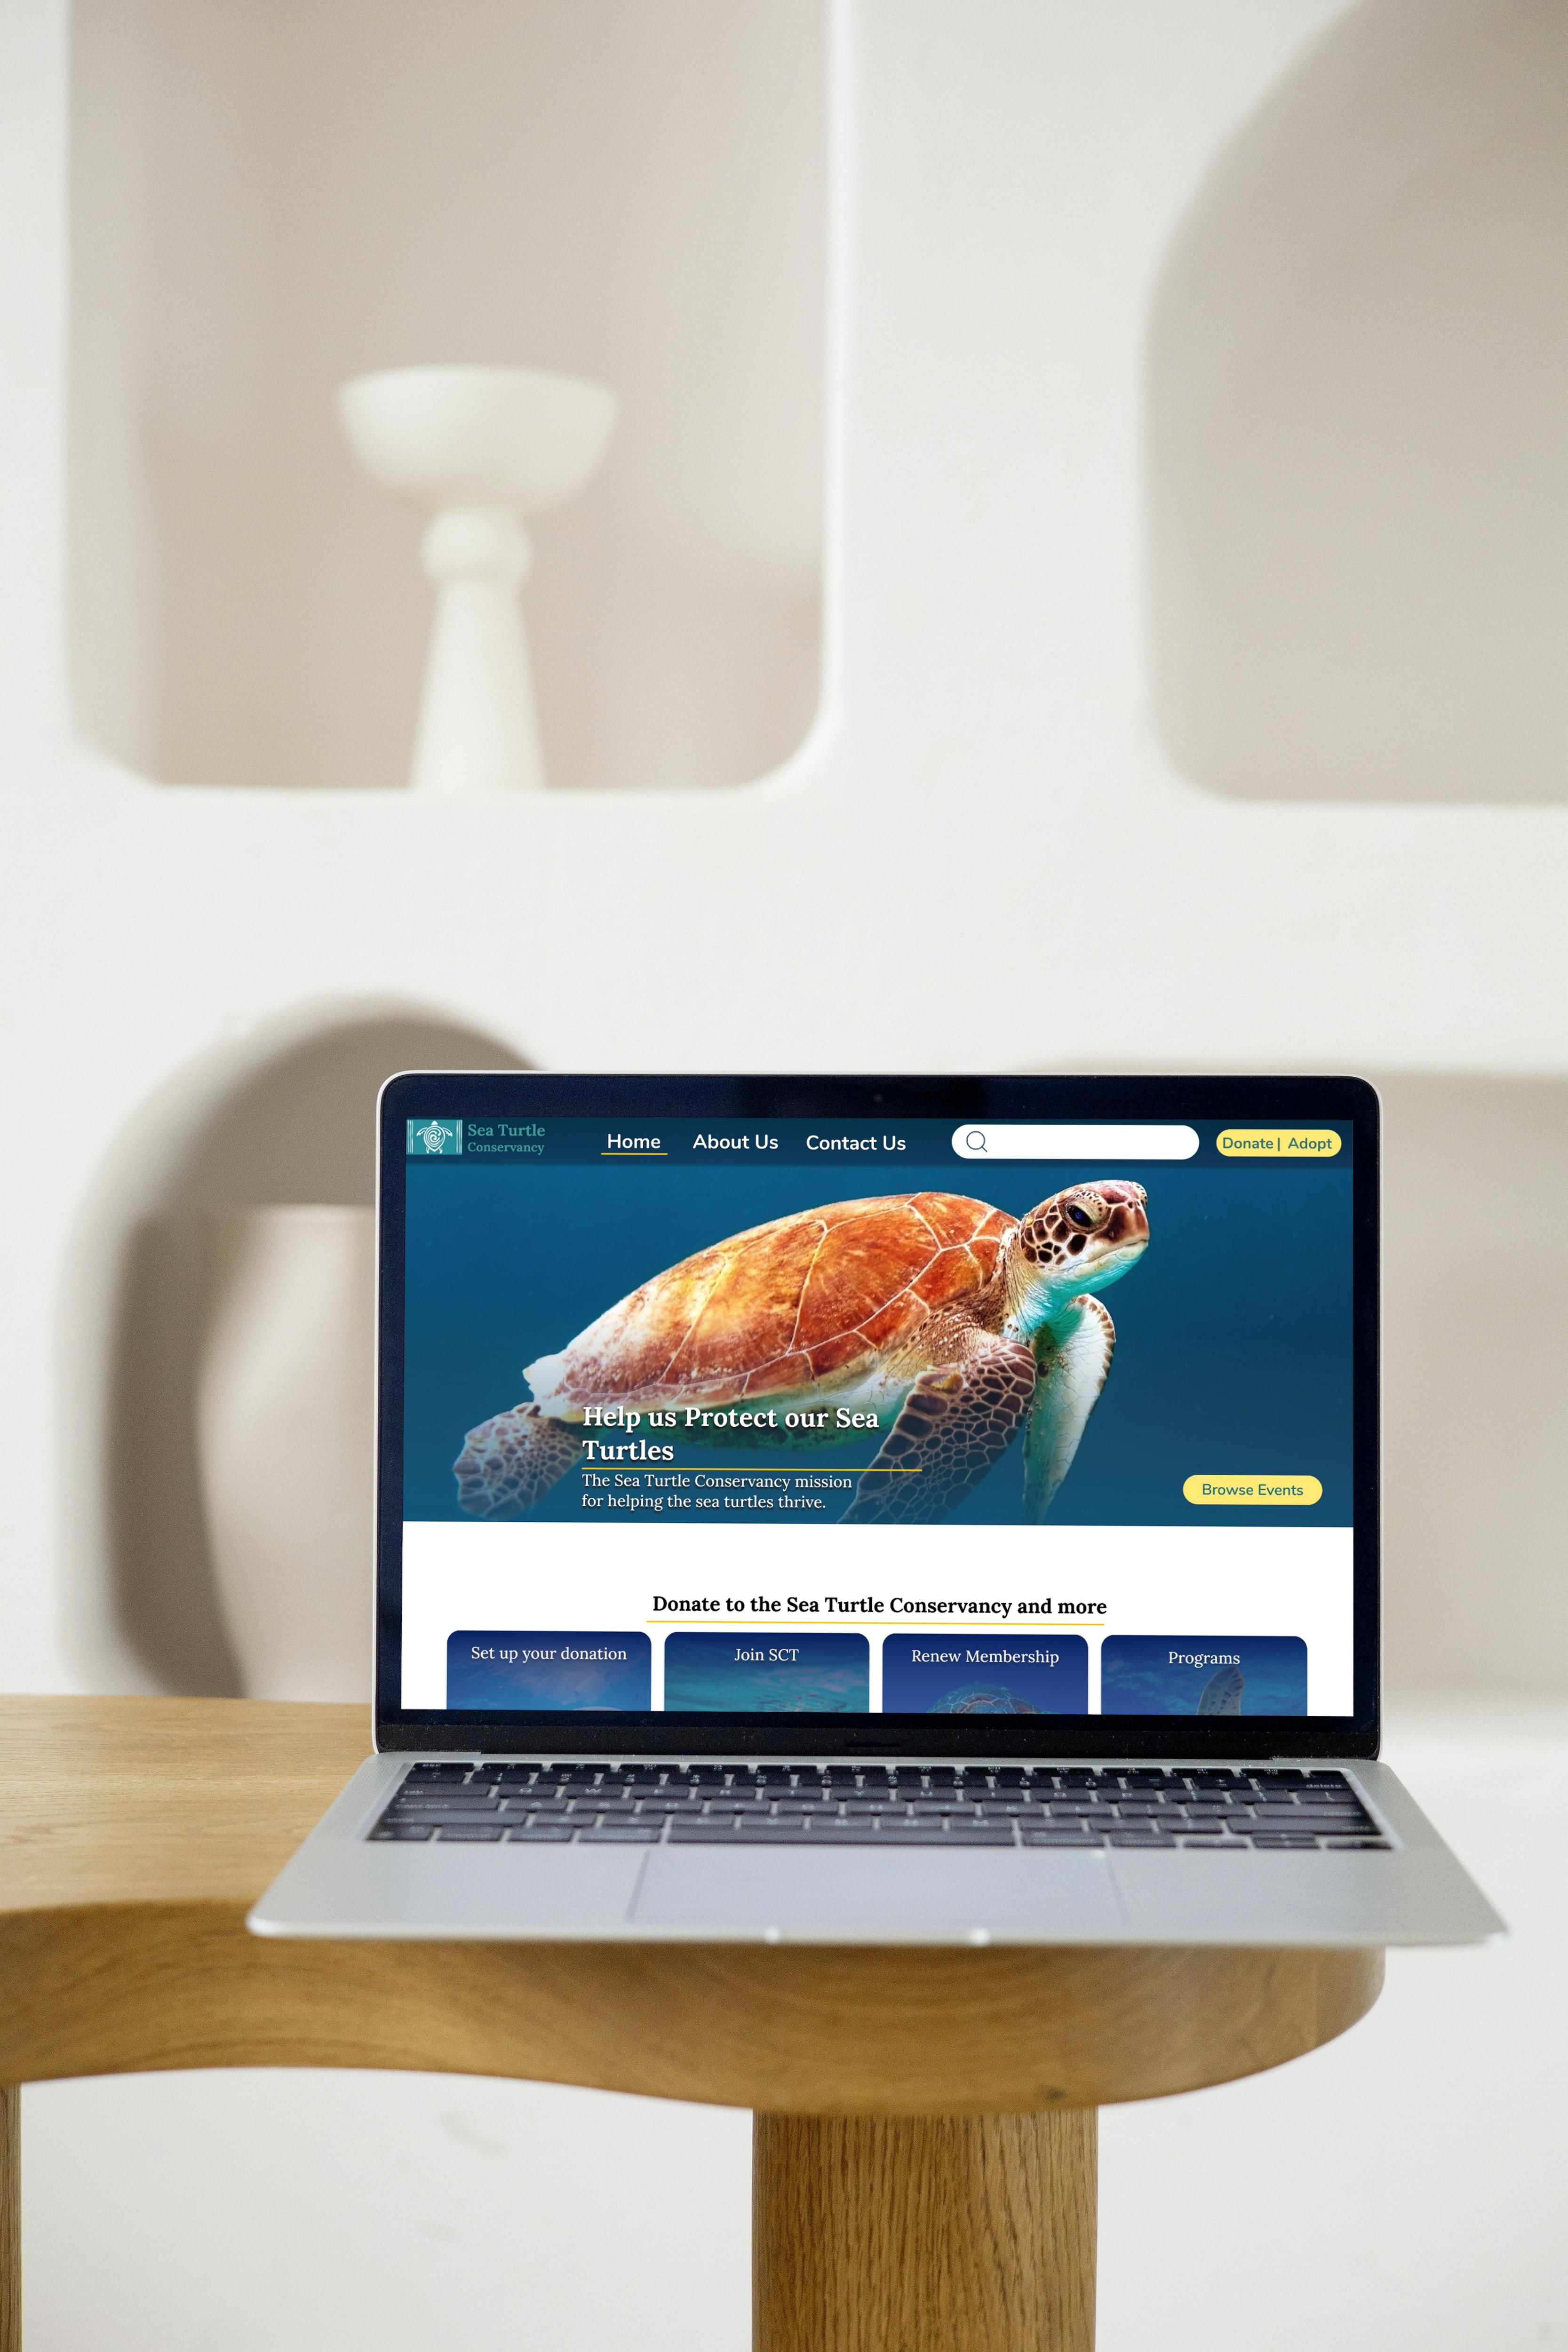 Sea Turtle
Conservancy
Home About Us Contact Us
Donate | Adopt
Help us Protect our Sea
Turtles
The Sea Turtle Conservancy mission
for helping the sea turtles thrive.
Browse Events
Donate to the Sea Turtle Conservancy and more
Set up your donation
Join SCT
Renew Membership
Programs
delete